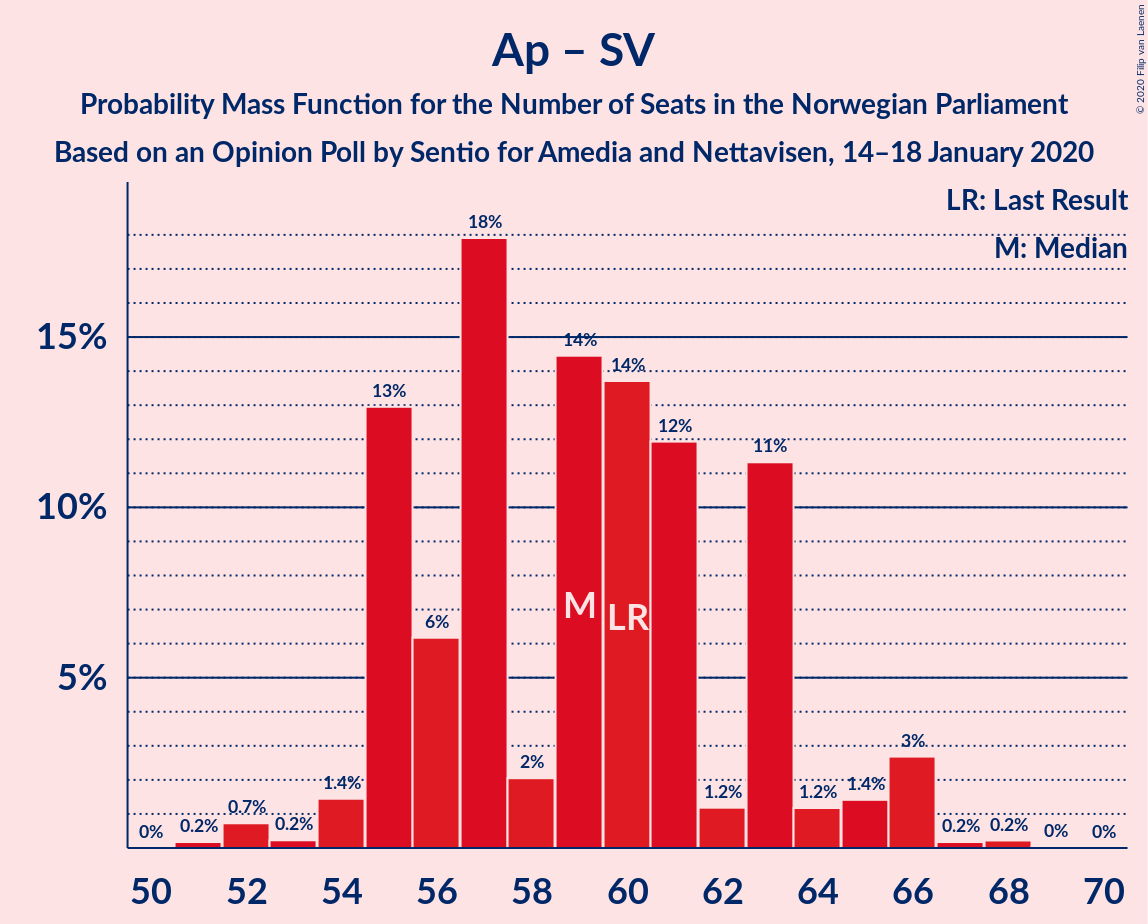 Ap – SV
Probability Mass Function for the Number of Seats in the Norwegian Parliament
Based on an Opinion Poll by Sentio for Amedia and Nettavisen, 14–18 January 2020
© 2020 Filip van Laenen
LR: Last Result
M: Median
15%
10%
5%
0%
0.2%
0.7%
0.2%
1.4%
13%
6%
18%
2%
14%
14%
12%
1.2%
11%
1.2%
1.4%
3%
0.2%
0.2%
0%
0%
M
LR
50 52 54 56 58 60 62 64 66 68 70